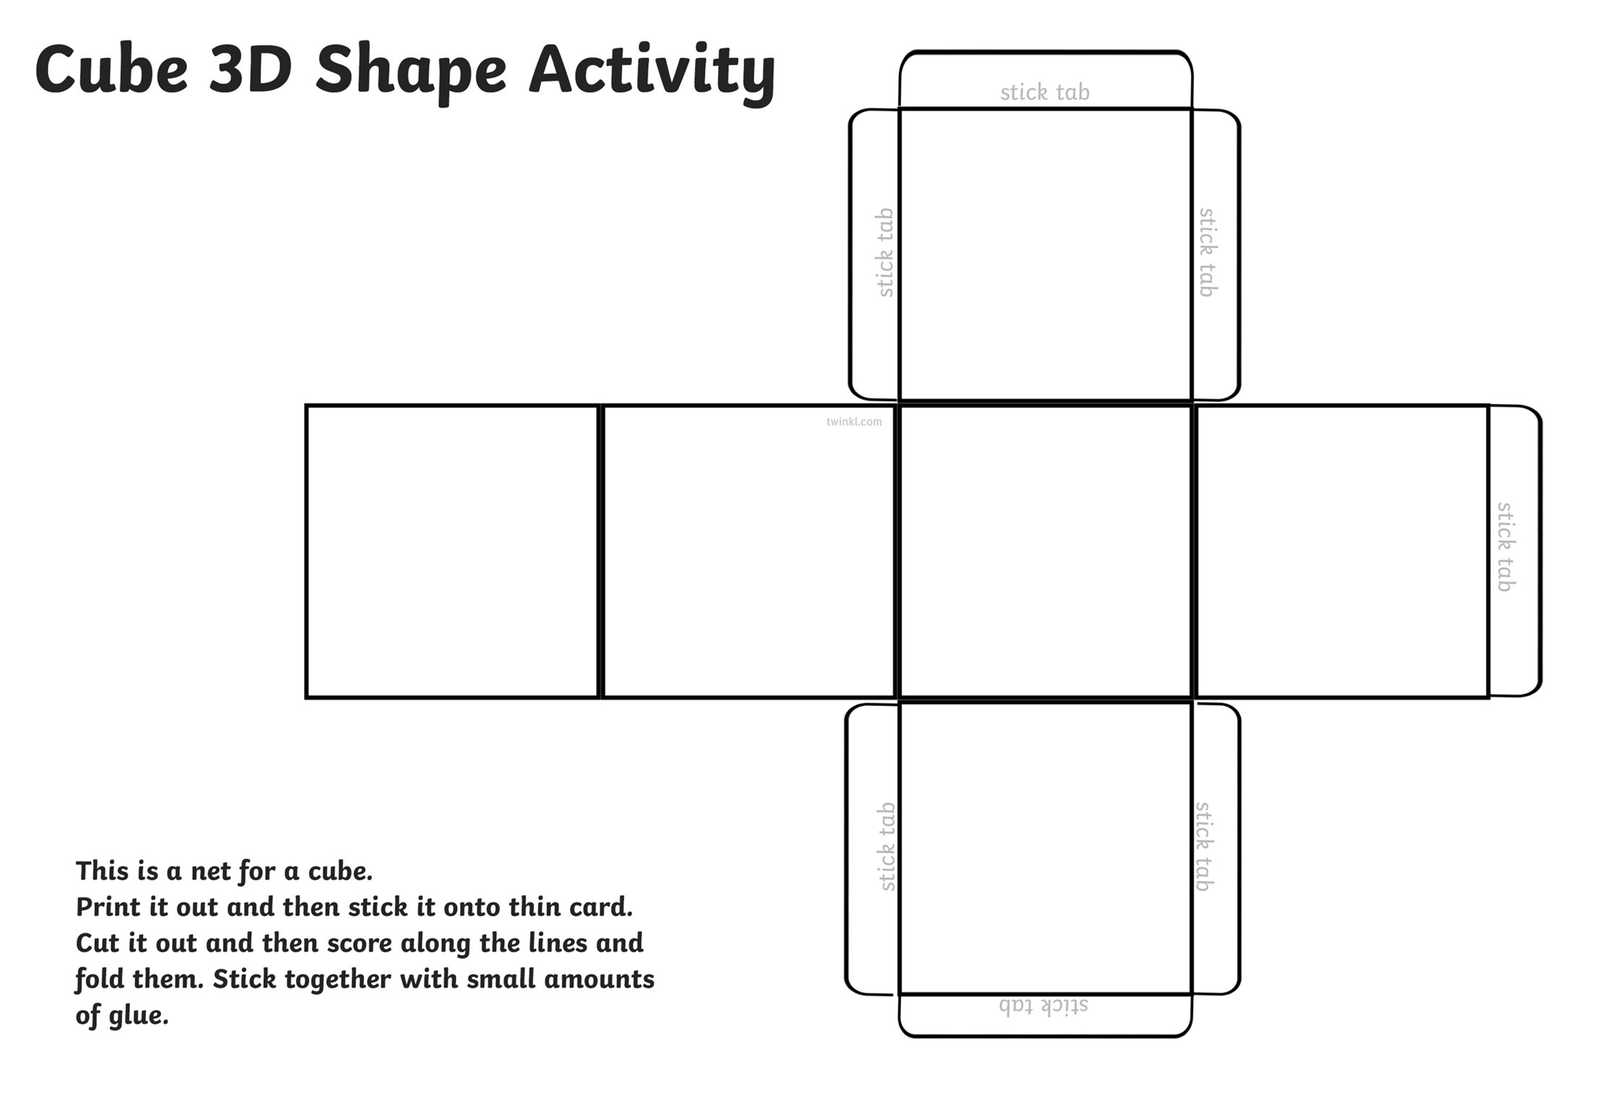 Cube 3D Shape Activity
stick tab
stick tab
stick tab
twinkl.com
stick tab
stick tab
stick tab
stick tab
This is a net for a cube.
Print it out and then stick it onto thin card.
Cut it out and then score along the lines and
fold them. Stick together with small amounts
of glue.